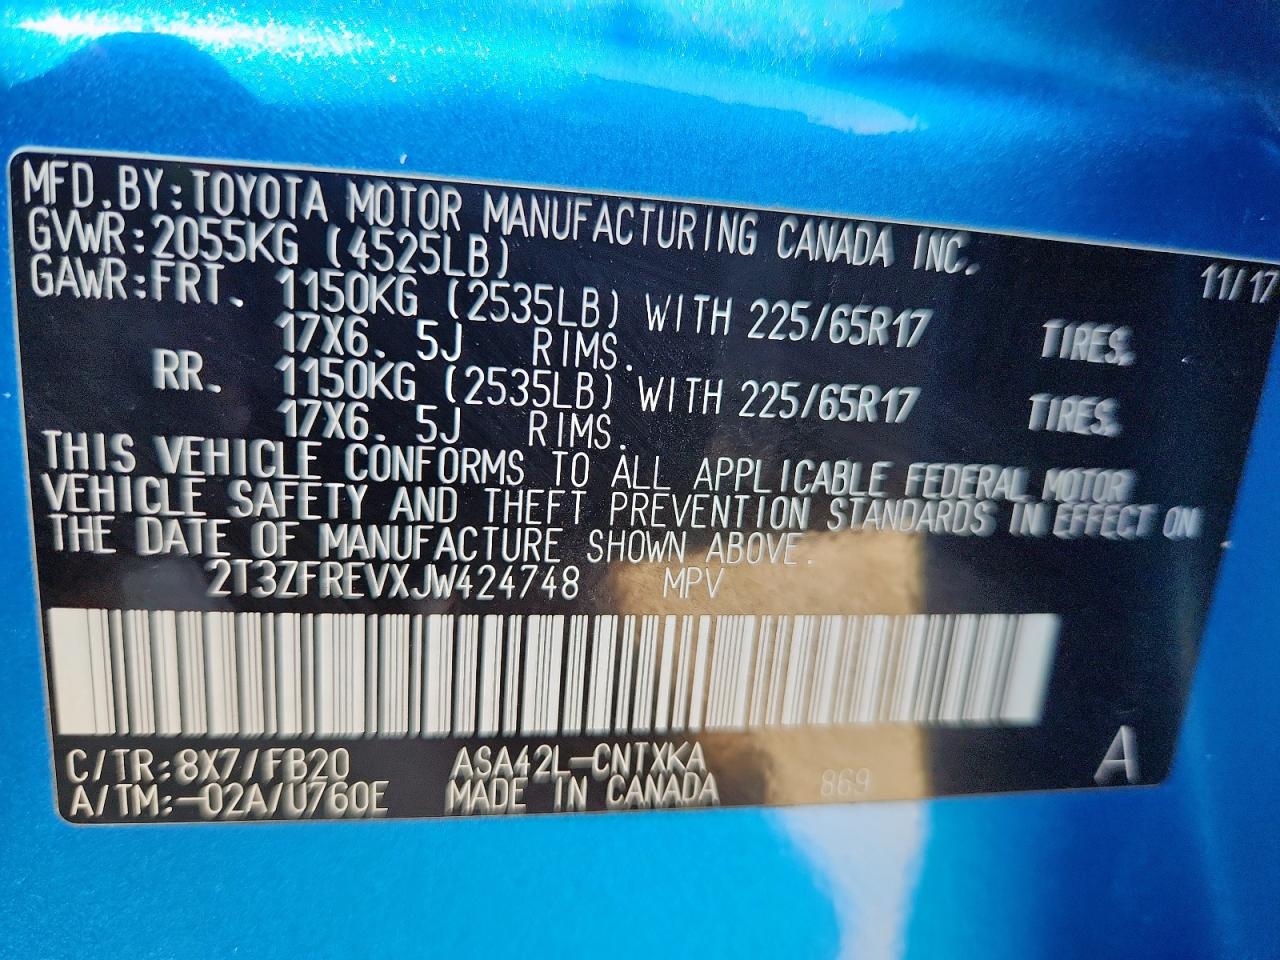 MFD.BY:TOYOTA MOTOR MANUFACTURING CANADA INC. 11/17
GVWR:2055KG (4525LB)
GAWR:FRT. 1150KG (2535LB) WITH 225/65R17 TIRES,
17X6. 5J RIMS.
RR. 1150KG (2535LB) WITH 225/65R17 TIRES.
17X6. 5J RIMS.
THIS VEHICLE CONFORMS TO ALL APPLICABLE FEDERAL MOTOR
VEHICLE SAFETY AND THEFT PREVENTION STANDARDS IN EFFECT ON
THE DATE OF MANUFACTURE SHOWN ABOVE.
2T3ZFREVXJW424748 MPV
C/TR:8X7/FB20 ASA42L-CNTXKA A
A/TM:-02A/U760E MADE IN CANADA 869